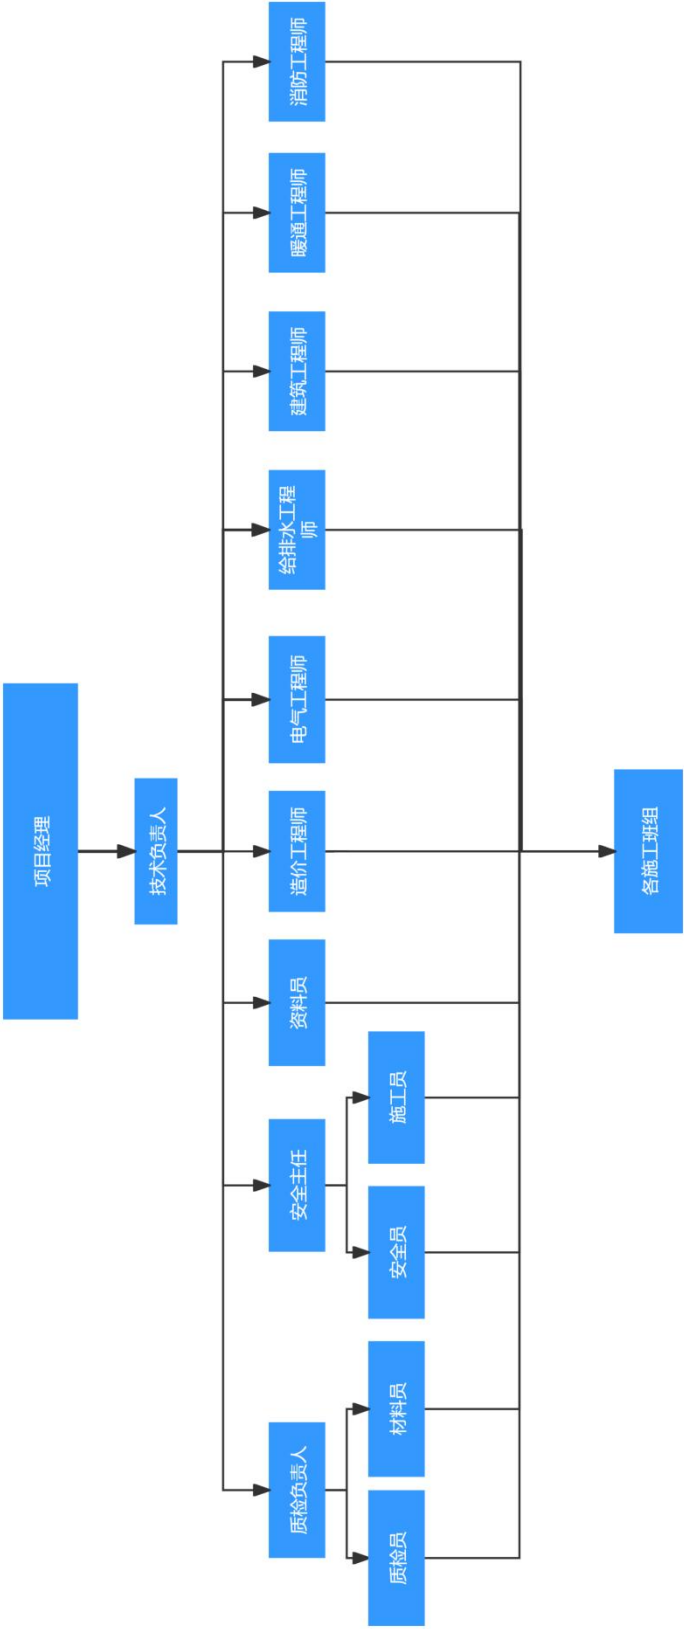 项目经理
技术负责人
质检负责人
安全主任
资料员
造价工程师
电气工程师
给排水工程
师
建筑工程师
暖通工程师
消防工程师
质检员
材料员
安全员
施工员
各施工班组